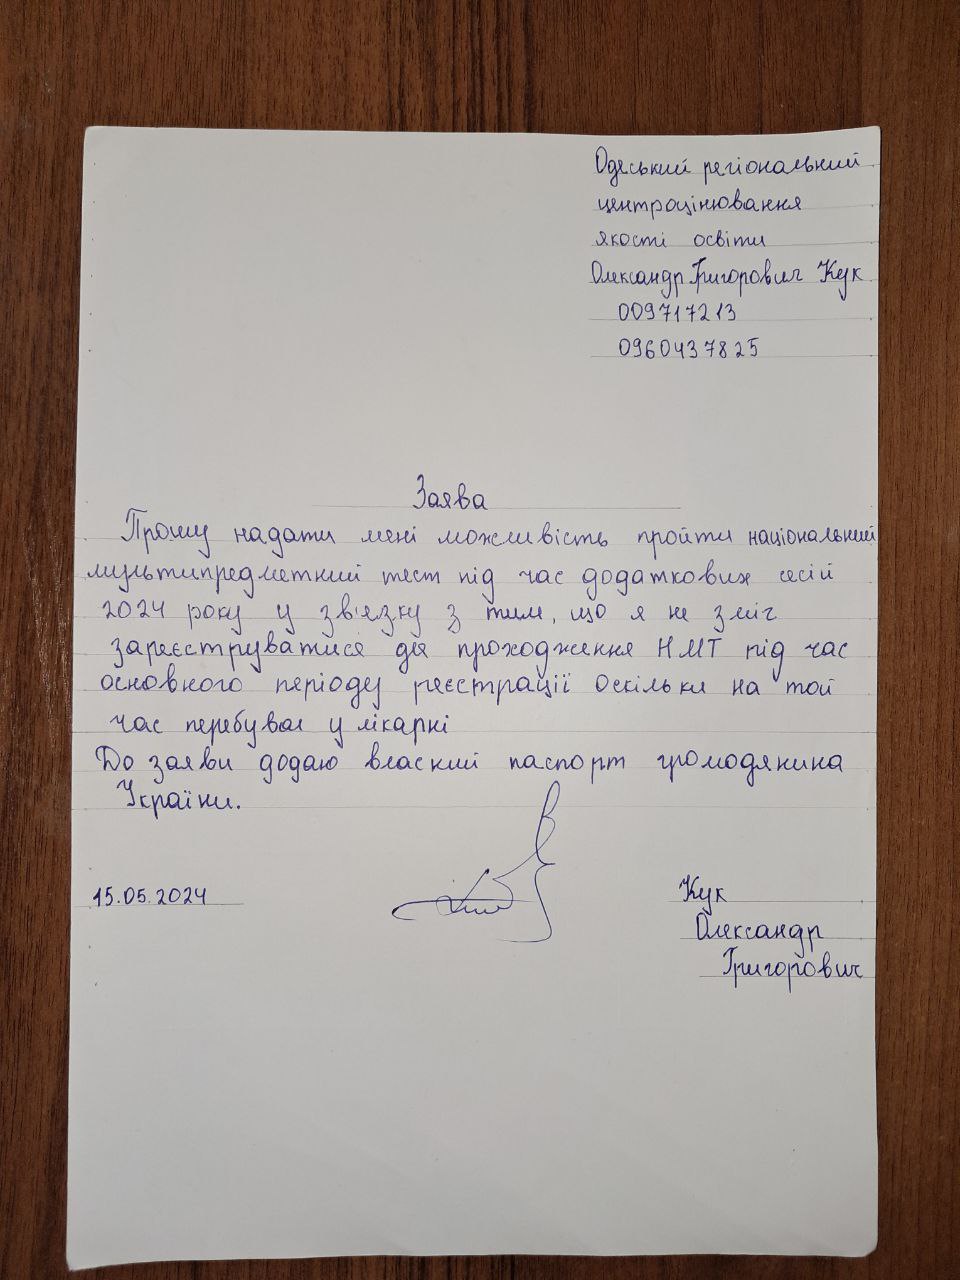 Одеський регіональний
центроцінювання
якості освіти
Олександр Григорович Кук
009717213
0960437825
Заява
Прошу надати мені можливість пройти національний
мультипредметний тест під час додаткових сесій
2024 року у зв'язку з тим, що я не зміг
зареєструватися для проходження НМТ під час
основного періоду реєстрації оскільки на той
час перебував у лікарні
До заяви додаю власний паспорт громодянина
України.
15.05.2024
Кук
Олександр
Григорович